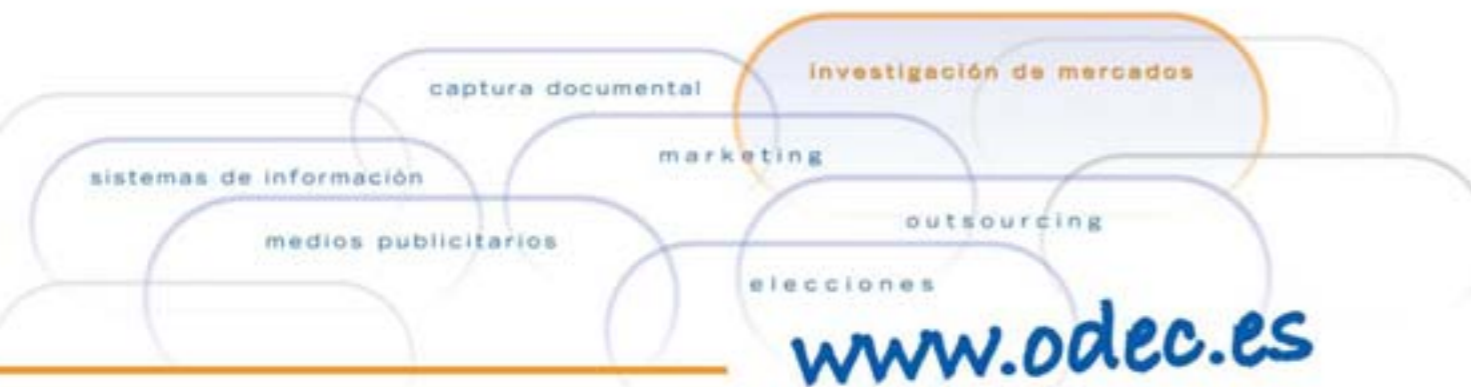 investigación de mercados
captura documental
marketing
sistemas de información
outsourcing
medios publicitarios
elecciones
www.odec.es